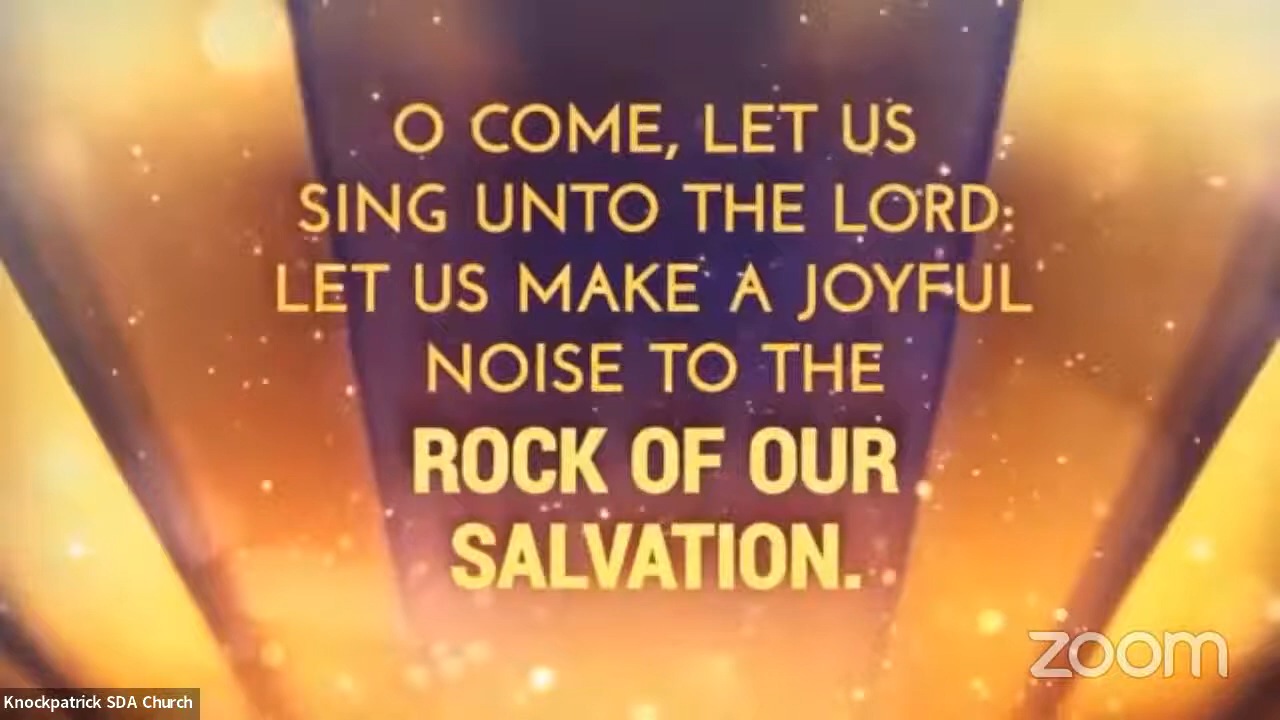 O COME, LET US
SING UNTO THE LORD:
LET US MAKE A JOYFUL
NOISE TO THE
ROCK OF OUR
SALVATION.
zoom
Knockpatrick SDA Church